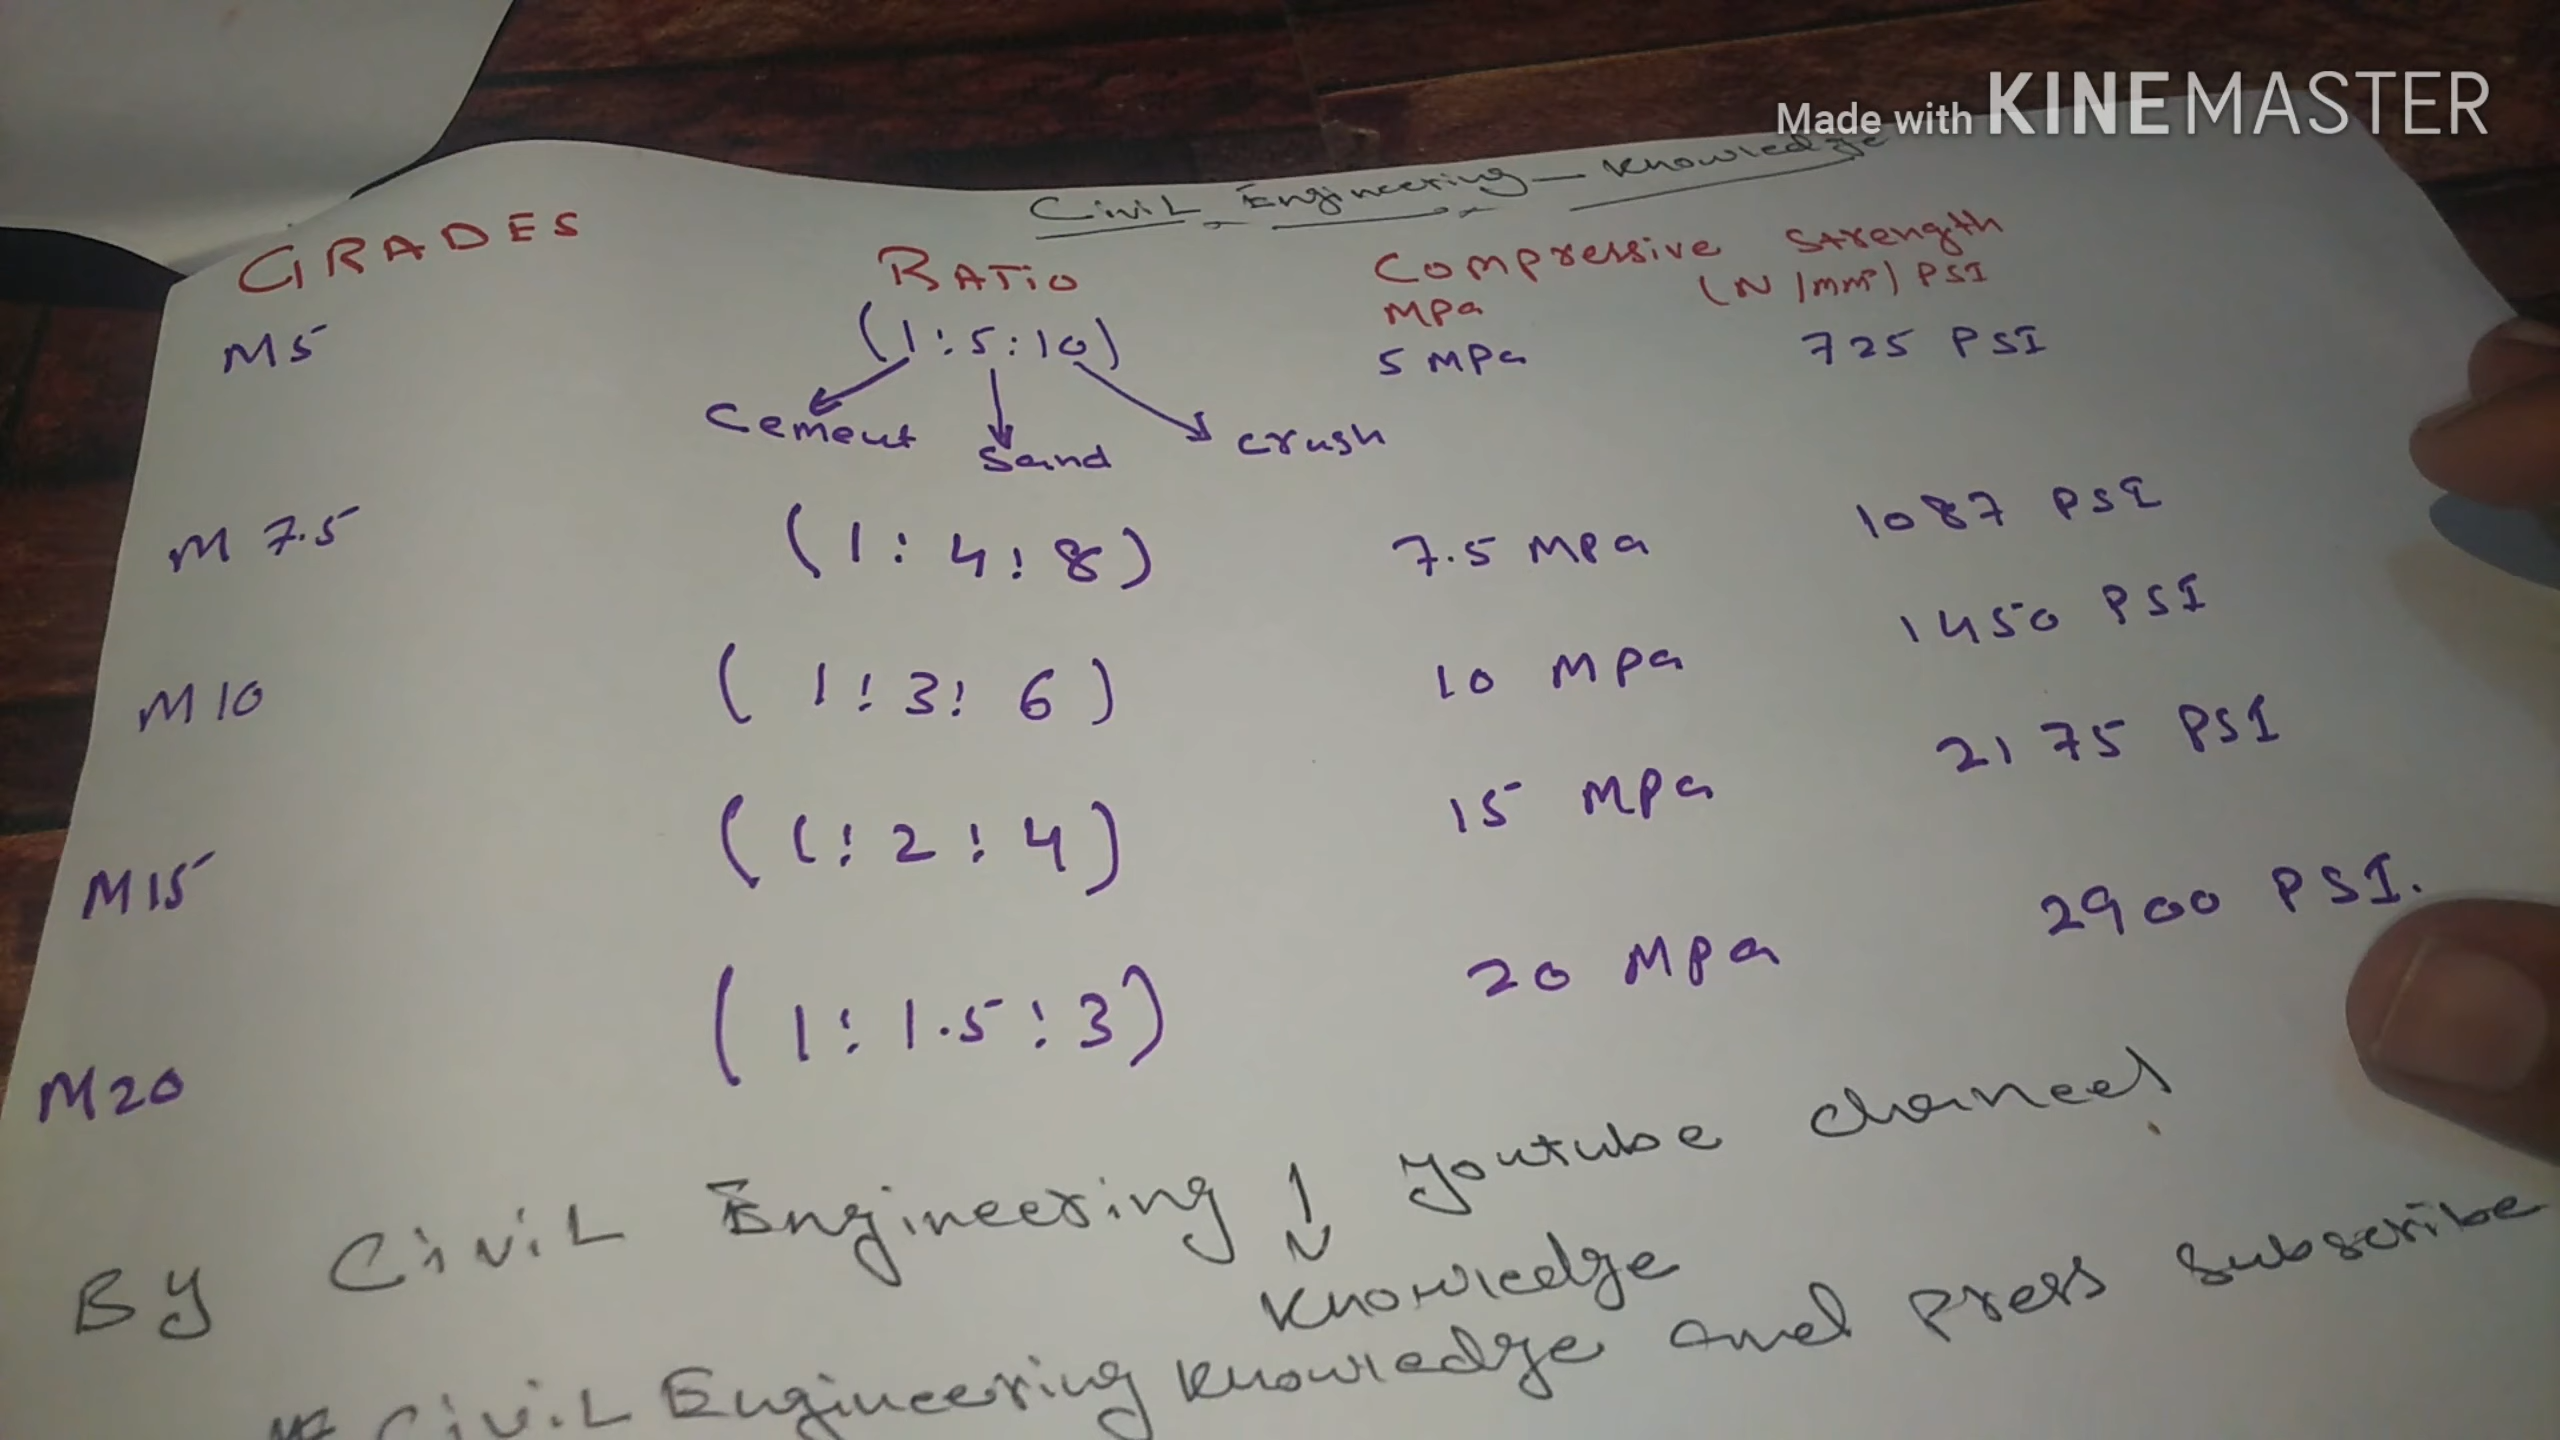 Made with KINEMASTER
Civil Engineering - Knowledge
GRADES RATIO Compressive Strength
MPa (N/mm²) PSI
M5 (1:5:10) 5 MPa 725 PSI
Cement Sand crush
M 7.5 (1:4:8) 7.5 MPa 1087 PSI
M10 (1:3:6) 10 MPa 1450 PSI
M15 (1:2:4) 15 MPa 2175 PSI
M20 (1:1.5:3) 20 MPa 2900 PSI.
By Civil Engineering Youtube channel
Knowledge
Civil Engineering Knowledge and press subscribe